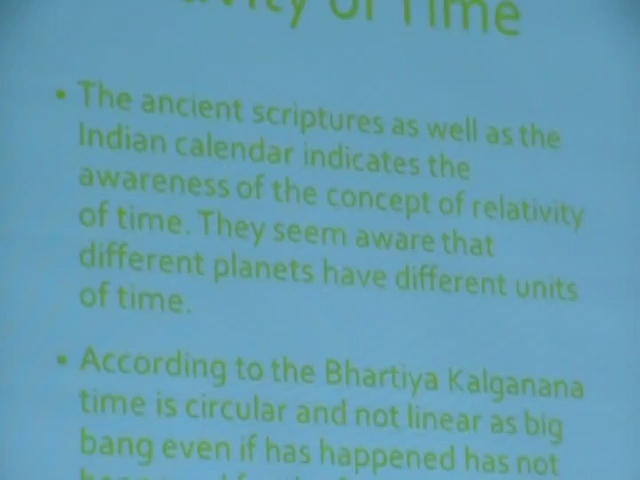 of Time
• The ancient scriptures as well as the
Indian calendar indicates the
awareness of the concept of relativity
of time. They seem aware that
different planets have different units
of time.
• According to the Bhartiya Kalganana
time is circular and not linear as big
bang even if has happened has not